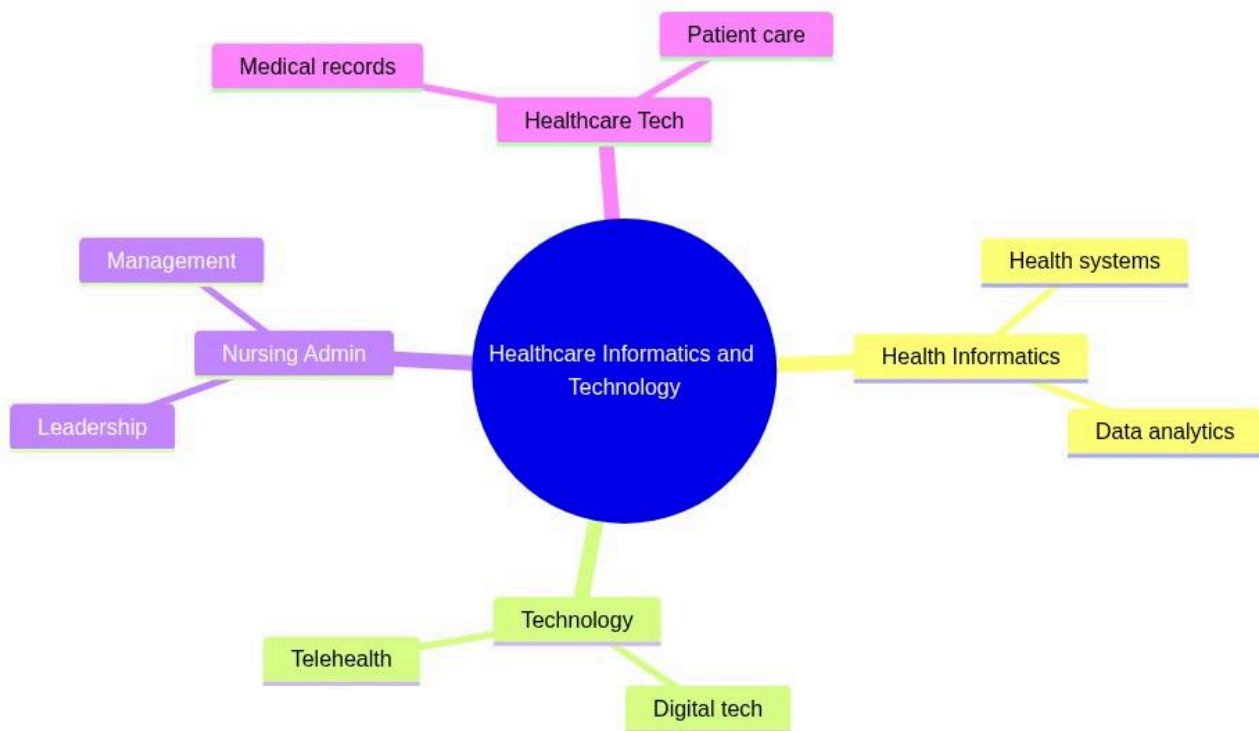 Patient care
Medical records
Healthcare Tech
Management
Health systems
Nursing Admin
Healthcare Informatics and
Technology
Health Informatics
Leadership
Data analytics
Technology
Telehealth
Digital tech